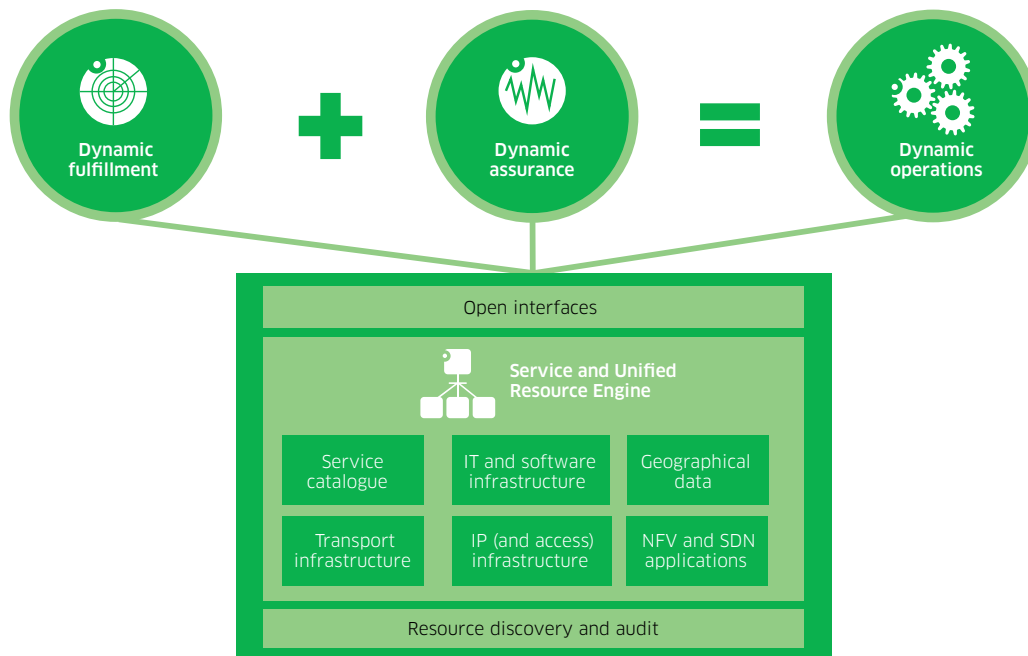 Dynamic
fulfillment
Dynamic
assurance
Dynamic
operations
Open interfaces
Service and Unified
Resource Engine
Service
catalogue
IT and software
infrastructure
Geographical
data
Transport
infrastructure
IP (and access)
infrastructure
NFV and SDN
applications
Resource discovery and audit